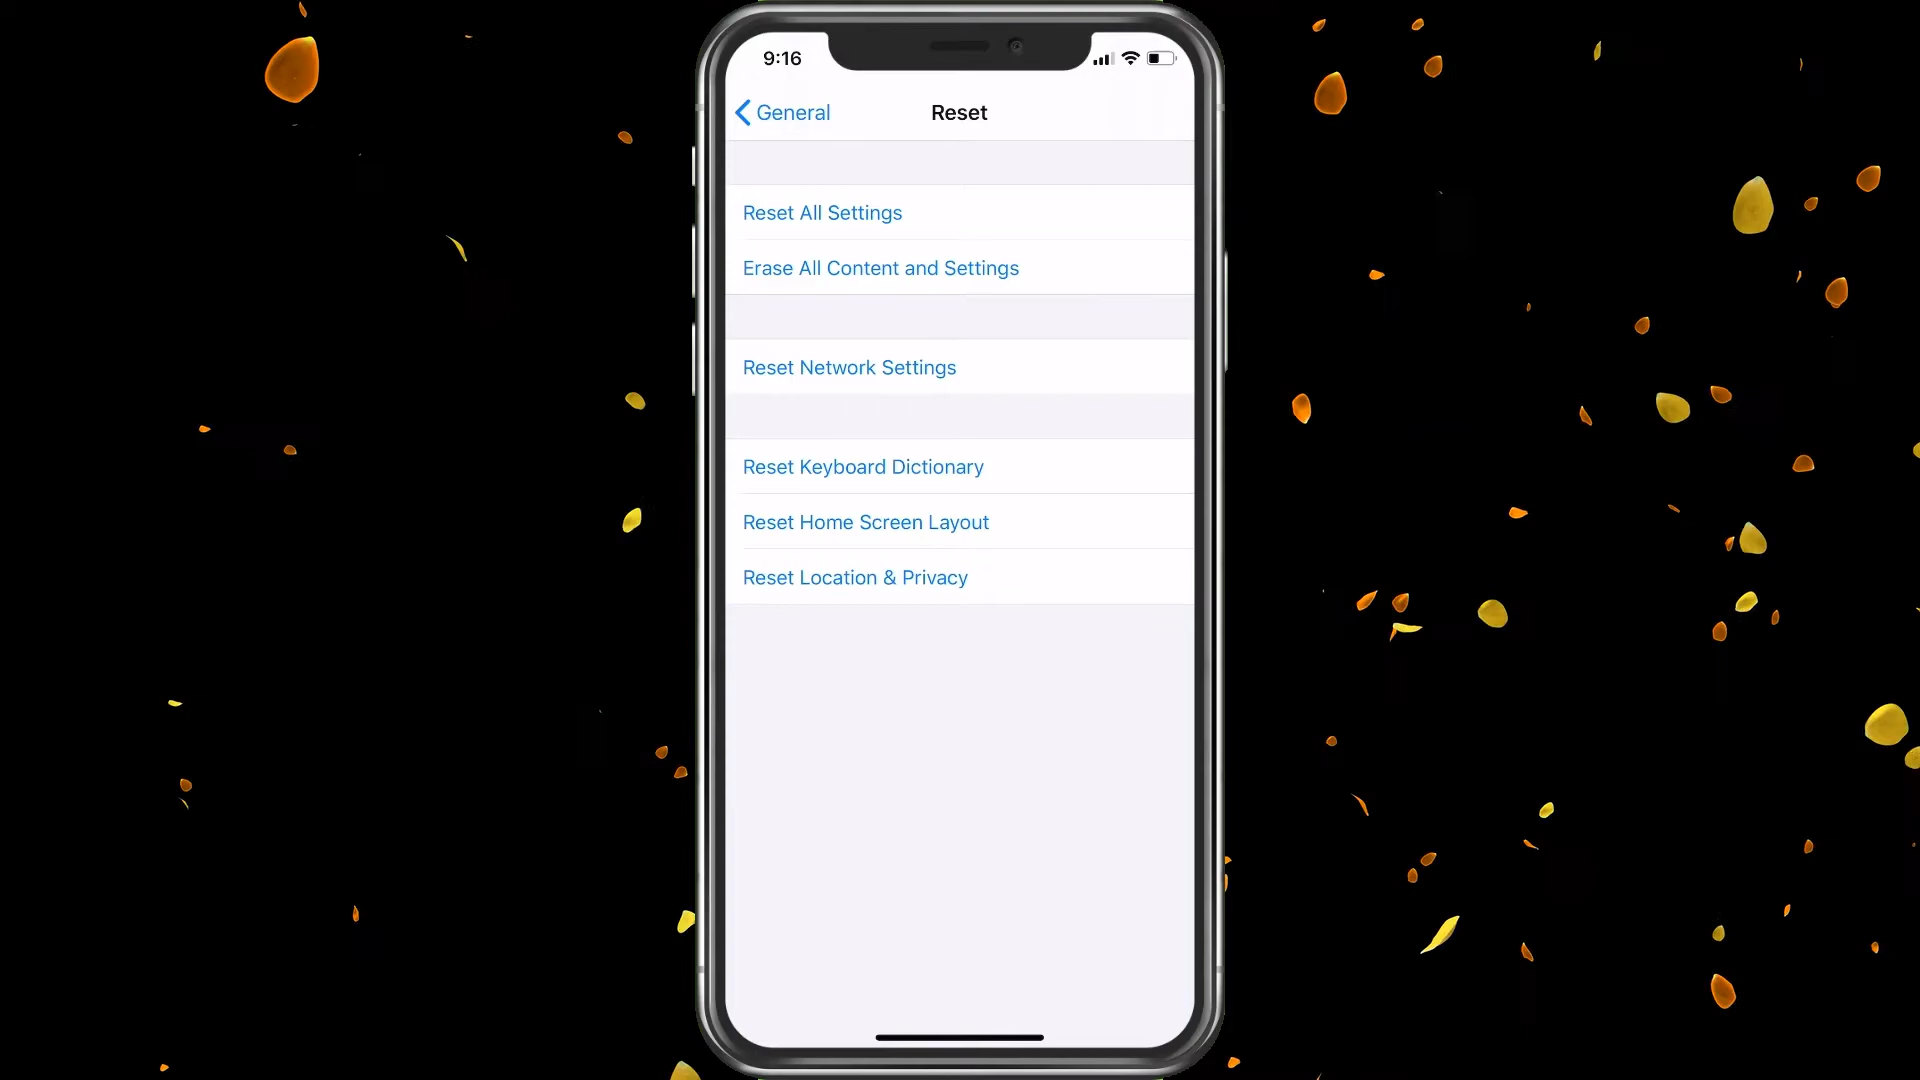 9:16
General
Reset
Reset All Settings
Erase All Content and Settings
Reset Network Settings
Reset Keyboard Dictionary
Reset Home Screen Layout
Reset Location & Privacy